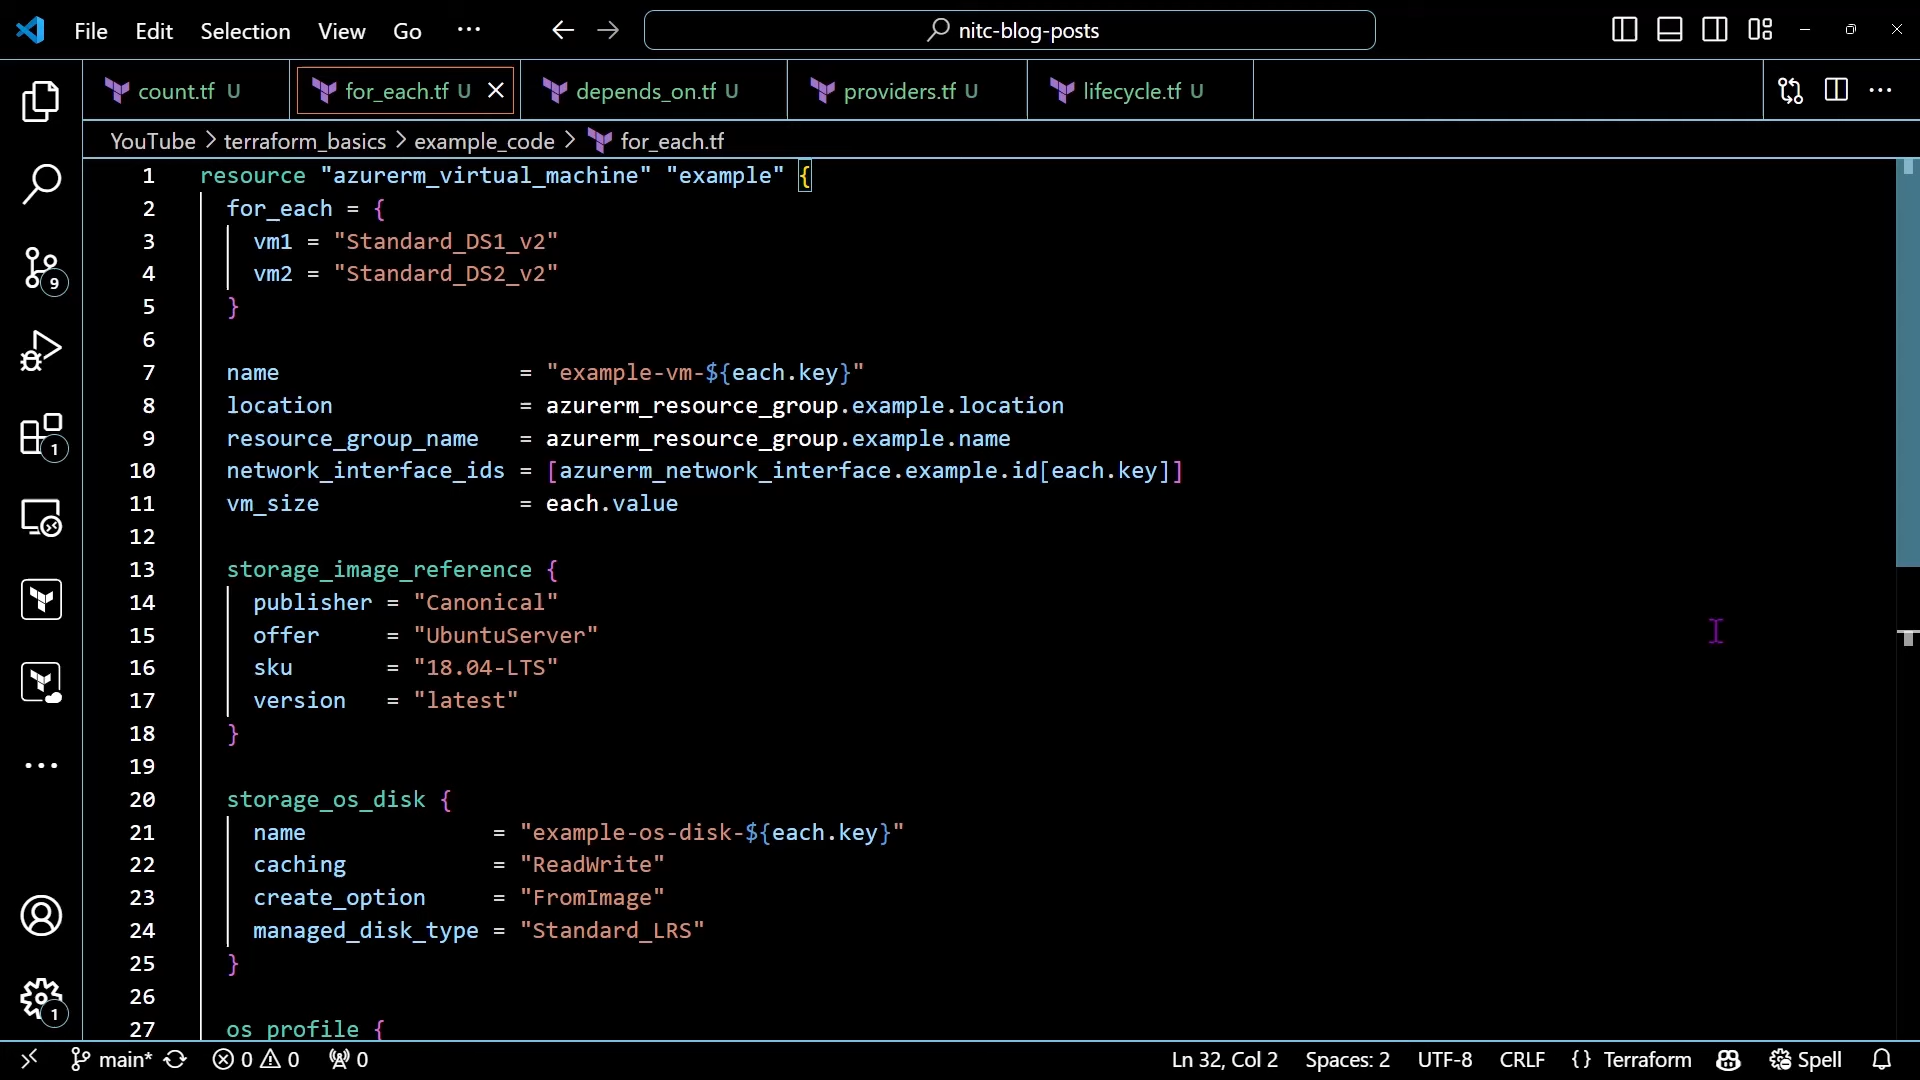 File Edit Selection View Go ··· nitc-blog-posts
count.tf U for_each.tf U depends_on.tf U providers.tf U lifecycle.tf U
YouTube > terraform_basics > example_code > for_each.tf
1 resource "azurerm_virtual_machine" "example" {
2 for_each = {
3 vm1 = "Standard_DS1_v2"
4 vm2 = "Standard_DS2_v2"
5 }
6
7 name = "example-vm-${each.key}"
8 location = azurerm_resource_group.example.location
9 resource_group_name = azurerm_resource_group.example.name
10 network_interface_ids = [azurerm_network_interface.example.id[each.key]]
11 vm_size = each.value
12
13 storage_image_reference {
14 publisher = "Canonical"
15 offer = "UbuntuServer"
16 sku = "18.04-LTS"
17 version = "latest"
18 }
19
20 storage_os_disk {
21 name = "example-os-disk-${each.key}"
22 caching = "ReadWrite"
23 create_option = "FromImage"
24 managed_disk_type = "Standard_LRS"
25 }
26
27 os_profile {
9
1
1
main* 0 0 0 Ln 32, Col 2 Spaces: 2 UTF-8 CRLF {} Terraform Spell